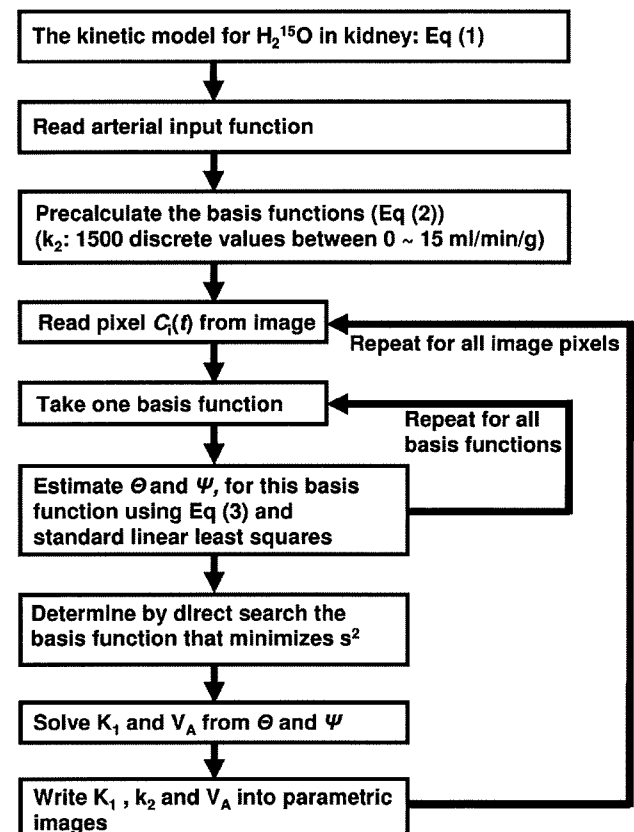 The kinetic model for H₂¹⁵O in kidney: Eq (1)
Read arterial input function
Precalculate the basis functions (Eq (2))
(k₂: 1500 discrete values between 0 ~ 15 ml/min/g)
Read pixel Cᵢ(t) from image
Repeat for all image pixels
Take one basis function
Repeat for all
basis functions
Estimate Θ and Ψ, for this basis
function using Eq (3) and
standard linear least squares
Determine by direct search the
basis function that minimizes s²
Solve K₁ and V_A from Θ and Ψ
Write K₁ , k₂ and V_A into parametric
images